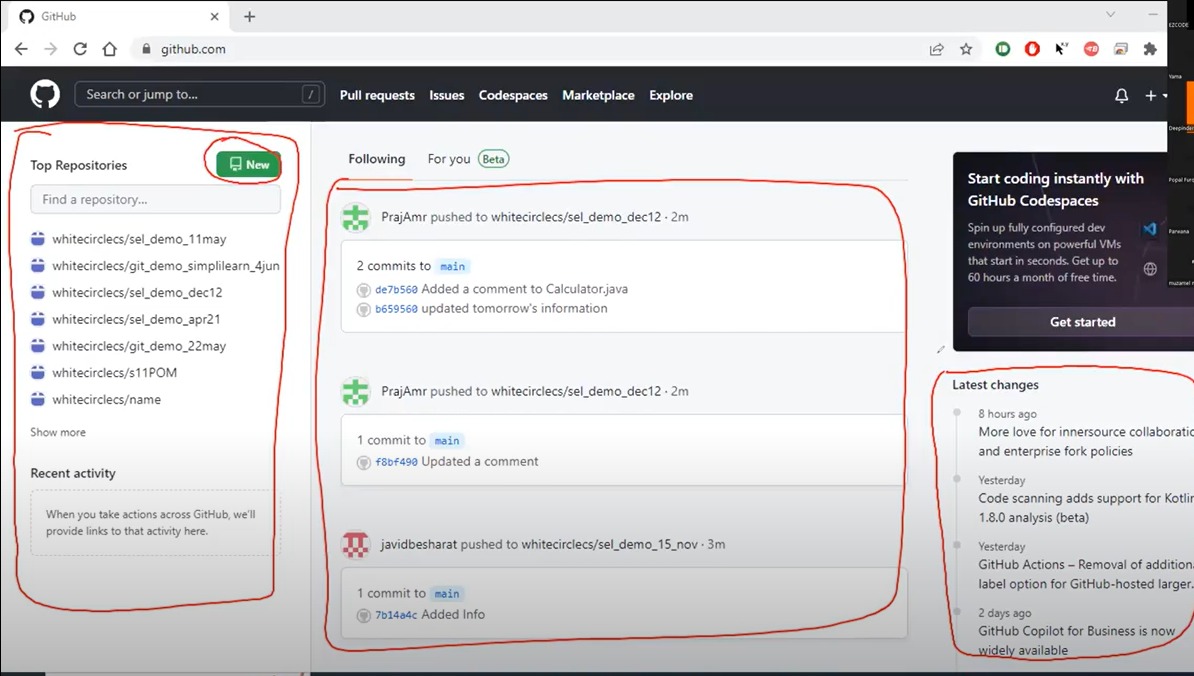 GitHub
github.com
EZCODE
Search or jump to... /
Pull requests Issues Codespaces Marketplace Explore
Yama
Deepinder
Popal Furo
Parwana
muzamel r
Top Repositories
New
Find a repository...
whitecirclecs/sel_demo_11may
whitecirclecs/git_demo_simplilearn_4jun
whitecirclecs/sel_demo_dec12
whitecirclecs/sel_demo_apr21
whitecirclecs/git_demo_22may
whitecirclecs/s11POM
whitecirclecs/name
Show more
Recent activity
When you take actions across GitHub, we'll
provide links to that activity here.
Following For you Beta
PrajAmr pushed to whitecirclecs/sel_demo_dec12 · 2m
2 commits to main
de7b560 Added a comment to Calculator.java
b659560 updated tomorrow's information
PrajAmr pushed to whitecirclecs/sel_demo_dec12 · 2m
1 commit to main
f8bf490 Updated a comment
javidbesharat pushed to whitecirclecs/sel_demo_15_nov · 3m
1 commit to main
7b14a4c Added Info
Start coding instantly with
GitHub Codespaces
Spin up fully configured dev
environments on powerful VMs
that start in seconds. Get up to
60 hours a month of free time.
Get started
Latest changes
8 hours ago
More love for innersource collaboratio
and enterprise fork policies
Yesterday
Code scanning adds support for Kotlin
1.8.0 analysis (beta)
Yesterday
GitHub Actions – Removal of additiona
label option for GitHub-hosted larger.
2 days ago
GitHub Copilot for Business is now
widely available